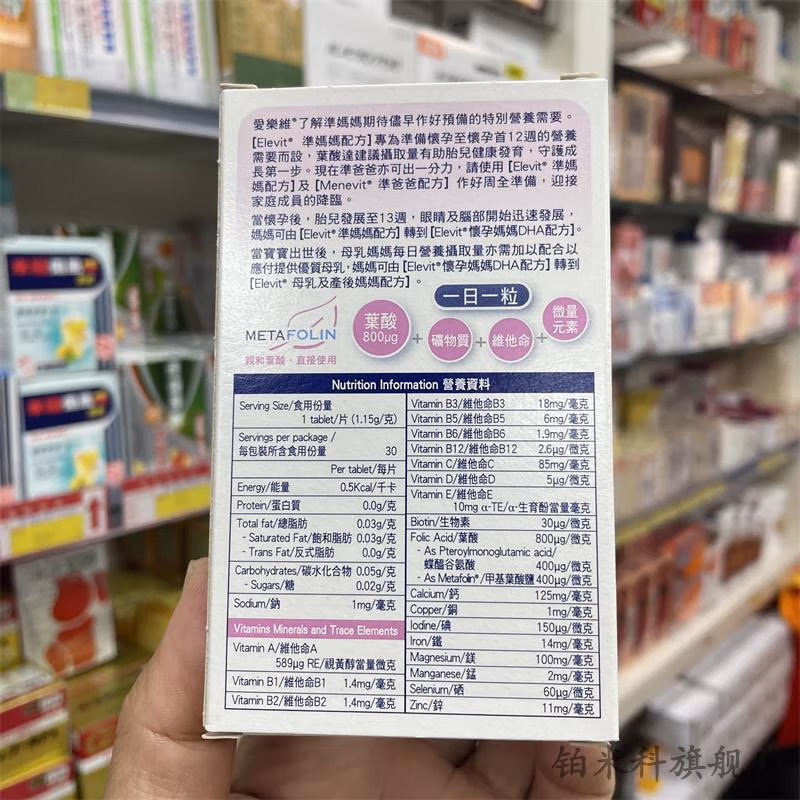 愛樂維®了解準媽媽期待儘早作好預備的特別營養需要。
[Elevit® 準媽媽配方]專為準備懷孕至懷孕首12週的營養
需要而設，葉酸達建議攝取量有助胎兒健康發育，守護成
長第一步。現在準爸爸亦可出一分力，請使用 [Elevit® 準媽
媽配方] 及 [Menevit® 準爸爸配方] 作好周全準備，迎接
家庭成員的降臨。
當懷孕後，胎兒發展至13週，眼睛及腦部開始迅速發展，
媽媽可由 [Elevit®準媽媽配方] 轉到 [Elevit®懷孕媽媽DHA配方]。
當寶寶出世後，母乳媽媽每日營養攝取量亦需加以配合以
應付提供優質母乳，媽媽可由 [Elevit®懷孕媽媽DHA配方] 轉到
[Elevit® 母乳及產後媽媽配方]。
一日一粒
METAFOLIN
親和葉酸·直接使用
葉酸
800μg
+
礦物質
+
維他命
+
微量
元素
Nutrition Information 營養資料
Serving Size/食用份量
1 tablet/片 (1.15g/克)
Servings per package /
每包裝所含食用份量 30
Per tablet/每片
Energy/能量 0.5Kcal/千卡
Protein/蛋白質 0.0g/克
Total fat/總脂肪 0.03g/克
- Saturated Fat/飽和脂肪 0.03g/克
- Trans Fat/反式脂肪 0.0g/克
Carbohydrates/碳水化合物 0.05g/克
- Sugars/糖 0.02g/克
Sodium/鈉 1mg/毫克
Vitamins Minerals and Trace Elements
Vitamin A/維他命A
589μg RE/視黃醇當量微克
Vitamin B1/維他命B1 1.4mg/毫克
Vitamin B2/維他命B2 1.4mg/毫克
Vitamin B3/維他命B3 18mg/毫克
Vitamin B5/維他命B5 6mg/毫克
Vitamin B6/維他命B6 1.9mg/毫克
Vitamin B12/維他命B12 2.6μg/微克
Vitamin C/維他命C 85mg/毫克
Vitamin D/維他命D 5μg/微克
Vitamin E/維他命E
10mg α-TE/α-生育酚當量毫克
Biotin/生物素 30μg/微克
Folic Acid/葉酸 800μg/微克
- As Pteroylmonoglutamic acid/
蝶醯谷氨酸 400μg/微克
- As Metafolin®/甲基葉酸鹽 400μg/微克
Calcium/鈣 125mg/毫克
Copper/銅 1mg/毫克
Iodine/碘 150μg/微克
Iron/鐵 14mg/毫克
Magnesium/鎂 100mg/毫克
Manganese/錳 2mg/毫克
Selenium/硒 60μg/微克
Zinc/鋅 11mg/毫克
铂米科旗舰